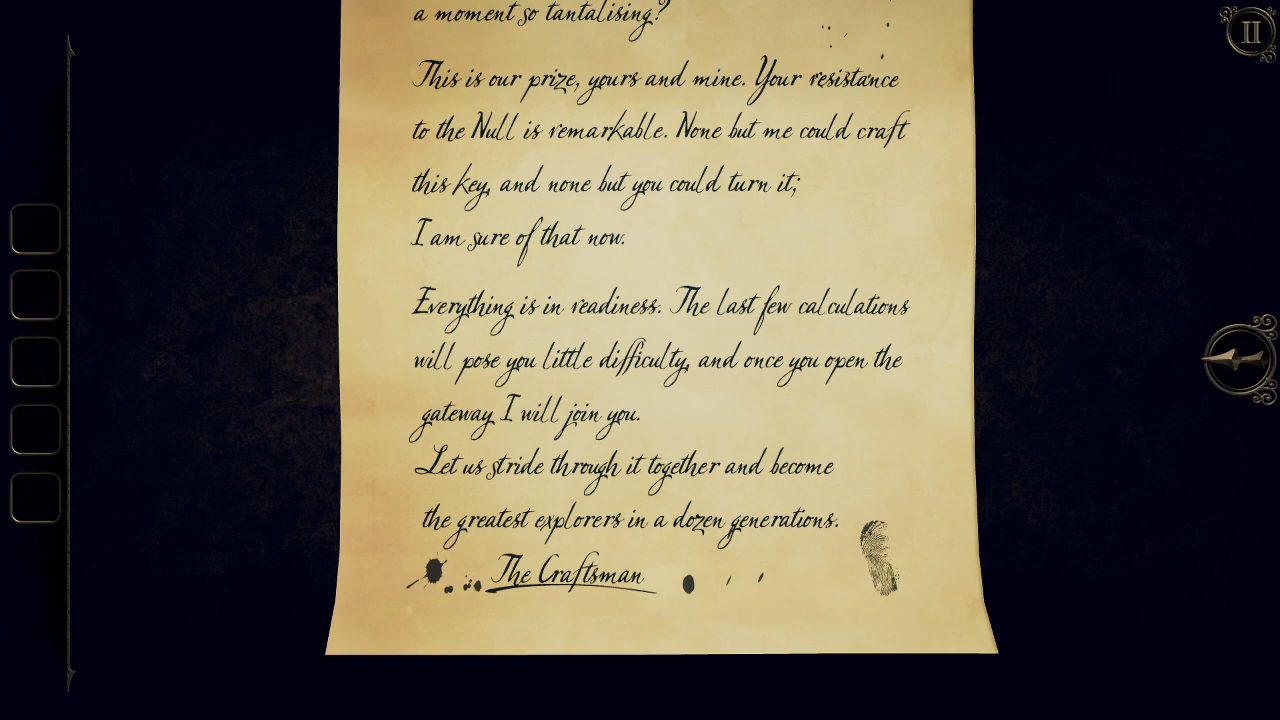 a moment so tantalising?
This is our prize, yours and mine. Your resistance
to the Null is remarkable. None but me could craft
this key, and none but you could turn it;
I am sure of that now.
Everything is in readiness. The last few calculations
will pose you little difficulty, and once you open the
gateway I will join you.
Let us stride through it together and become
the greatest explorers in a dozen generations.
The Craftsman